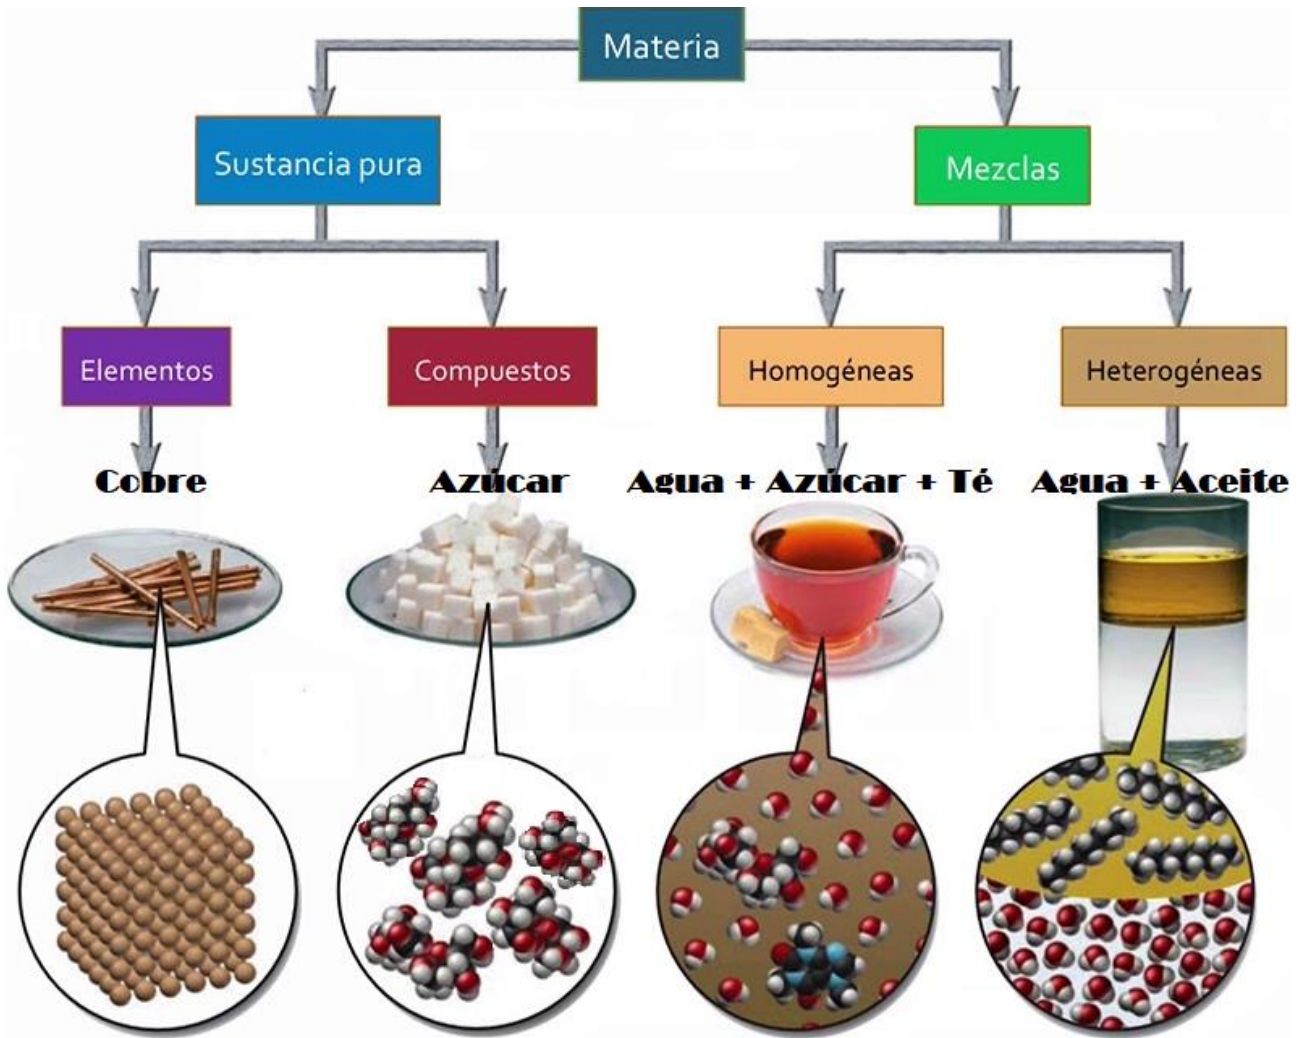 Materia
Sustancia pura
Mezclas
Elementos
Compuestos
Homogéneas
Heterogéneas
Cobre
Azúcar
Agua + Azúcar + Té
Agua + Aceite